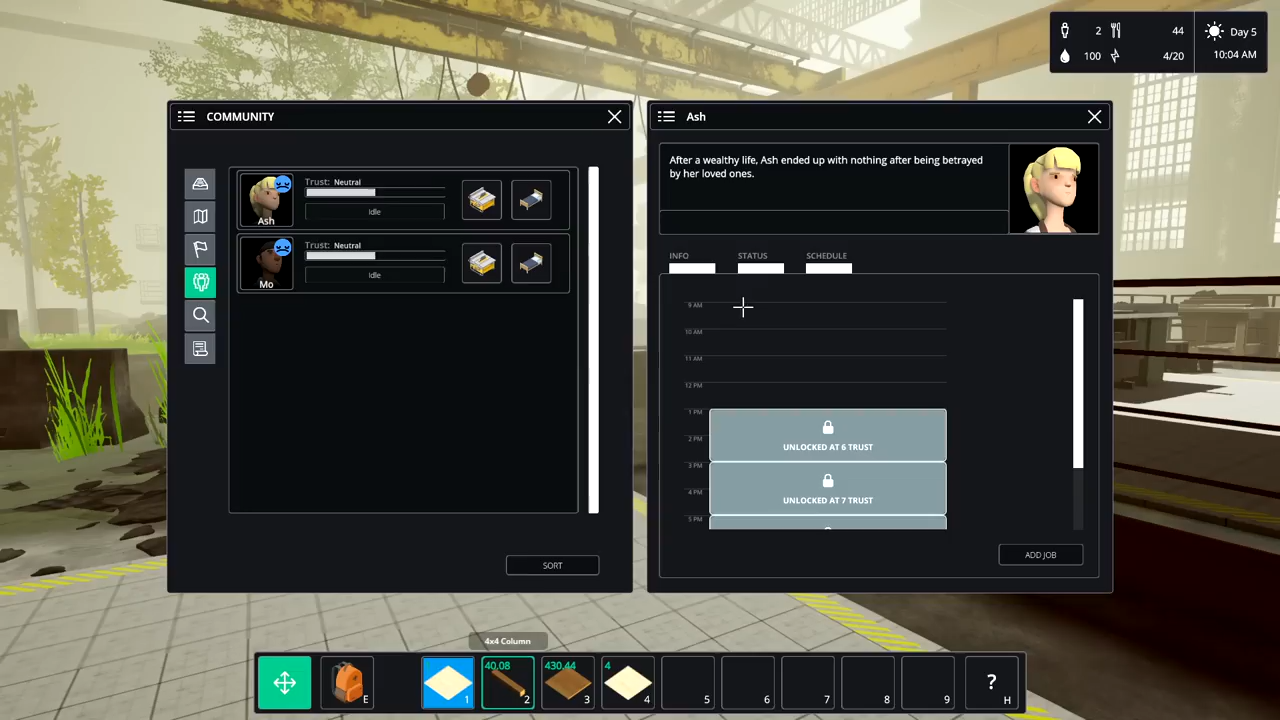 2
44
Day 5
100
4/20
10:04 AM
COMMUNITY
Trust: Neutral
Idle
Ash
Trust: Neutral
Idle
Mo
SORT
Ash
After a wealthy life, Ash ended up with nothing after being betrayed
by her loved ones.
INFO
STATUS
SCHEDULE
9 AM
10 AM
11 AM
12 PM
1 PM
2 PM
UNLOCKED AT 6 TRUST
3 PM
4 PM
UNLOCKED AT 7 TRUST
5 PM
ADD JOB
4x4 Column
E
1
40.08
2
430.44
3
4
4
5
6
7
8
9
?
H